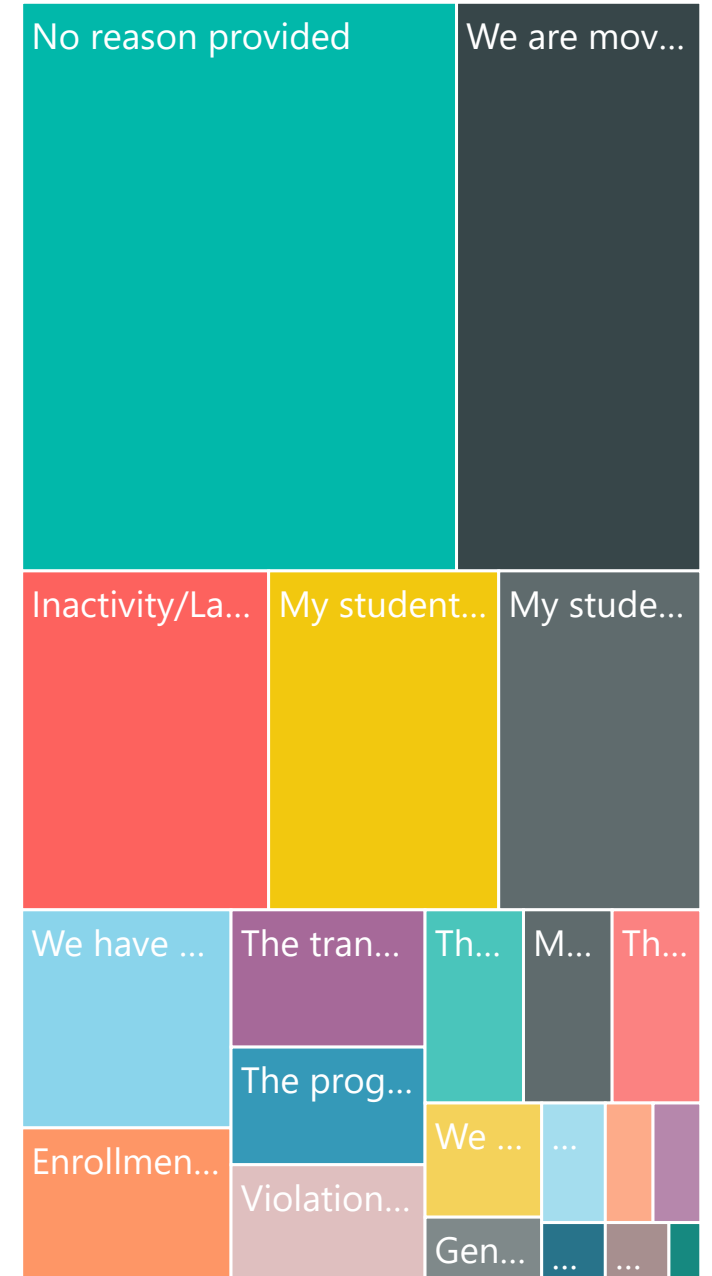 No reason provided
We are mov...
Inactivity/La...
My student...
My stude...
We have ...
The tran...
Th...
M...
Th...
The prog...
We ...
...
Enrollmen...
Violation...
Gen...
...
...